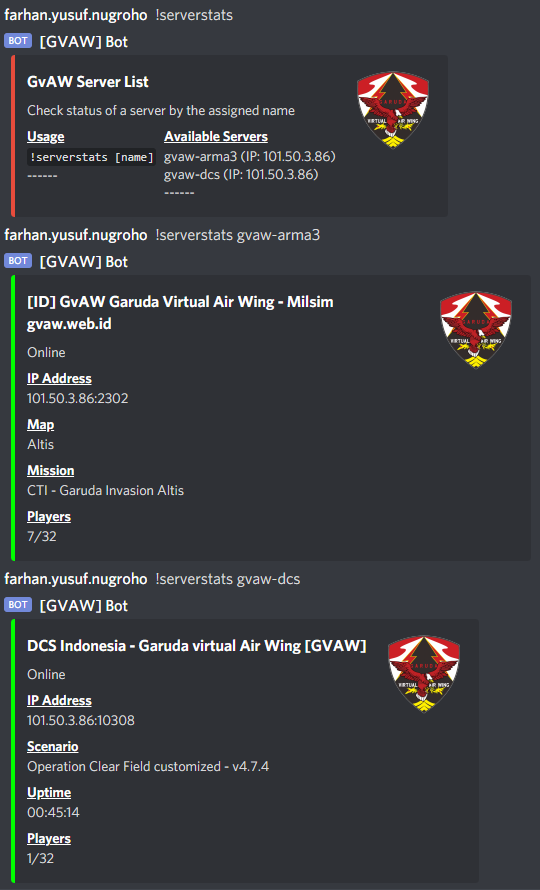 farhan.yusuf.nugroho !serverstats
BOT [GVAW] Bot
GvAW Server List
Check status of a server by the assigned name
Usage
!serverstats [name]
------
Available Servers
gvaw-arma3 (IP: 101.50.3.86)
gvaw-dcs (IP: 101.50.3.86)
------
GARUDA
VIRTUAL AIR WING
farhan.yusuf.nugroho !serverstats gvaw-arma3
BOT [GVAW] Bot
[ID] GvAW Garuda Virtual Air Wing - Milsim
gvaw.web.id
Online
IP Address
101.50.3.86:2302
Map
Altis
Mission
CTI - Garuda Invasion Altis
Players
7/32
GARUDA
VIRTUAL AIR WING
farhan.yusuf.nugroho !serverstats gvaw-dcs
BOT [GVAW] Bot
DCS Indonesia - Garuda virtual Air Wing [GVAW]
Online
IP Address
101.50.3.86:10308
Scenario
Operation Clear Field customized - v4.7.4
Uptime
00:45:14
Players
1/32
GARUDA
VIRTUAL AIR WING